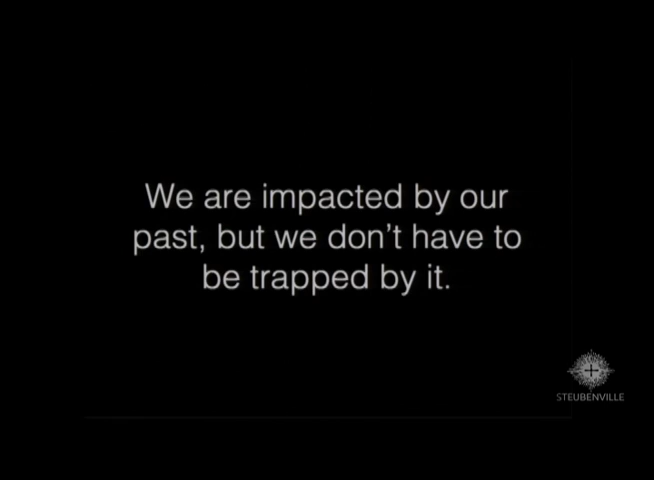 We are impacted by our
past, but we don't have to
be trapped by it.
STEUBENVILLE